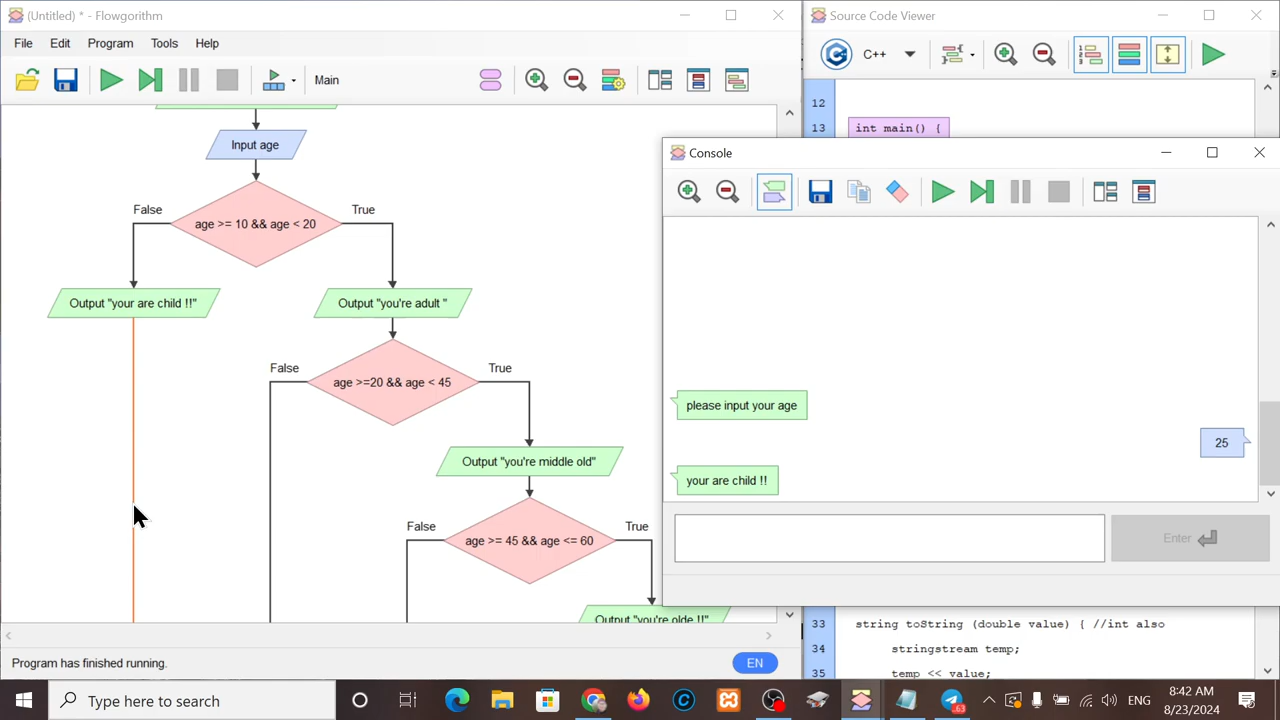 (Untitled) * - Flowgorithm
File Edit Program Tools Help
Main
Input age
False
True
age >= 10 && age < 20
Output "your are child !!"
Output "you're adult "
False
True
age >=20 && age < 45
Output "you're middle old"
False
True
age >= 45 && age <= 60
Output "you're olde !!"
Program has finished running.
EN
Source Code Viewer
C++
12
13 int main() {
Console
please input your age
25
your are child !!
Enter
33 string toString (double value) { //int also
34 stringstream temp;
35 temp << value;
Type here to search
63
ENG
8:42 AM
8/23/2024